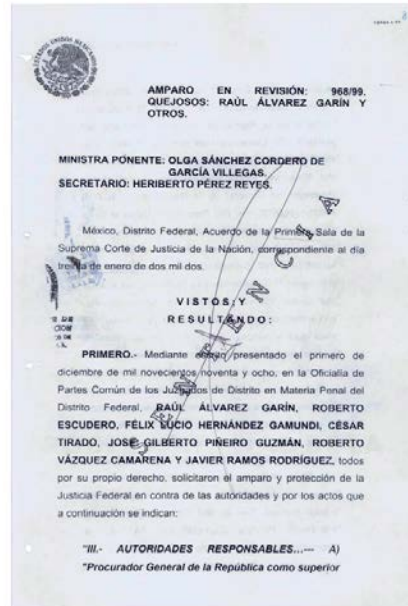 ESTADOS UNIDOS MEXICANOS
AMPARO EN REVISIÓN: 968/99.
QUEJOSOS: RAÚL ÁLVAREZ GARÍN Y
OTROS.
MINISTRA PONENTE: OLGA SÁNCHEZ CORDERO DE
GARCÍA VILLEGAS.
SECRETARIO: HERIBERTO PÉREZ REYES.
México, Distrito Federal, Acuerdo de la Primera Sala de la
Suprema Corte de Justicia de la Nación, correspondiente al día
treinta de enero de dos mil dos.
SENTENCIA
VISTOS; Y
RESULTANDO:
PRIMERO.- Mediante escrito presentado el primero de
diciembre de mil novecientos noventa y ocho, en la Oficialía de
Partes Común de los Juzgados de Distrito en Materia Penal del
Distrito Federal, RAÚL ÁLVAREZ GARÍN, ROBERTO
ESCUDERO, FÉLIX LUCIO HERNÁNDEZ GAMUNDI, CÉSAR
TIRADO, JOSÉ GILBERTO PIÑEIRO GUZMÁN, ROBERTO
VÁZQUEZ CAMARENA Y JAVIER RAMOS RODRÍGUEZ, todos
por su propio derecho, solicitaron el amparo y protección de la
Justicia Federal en contra de las autoridades y por los actos que
a continuación se indican:
"III.- AUTORIDADES RESPONSABLES...--- A)
"Procurador General de la República como superior